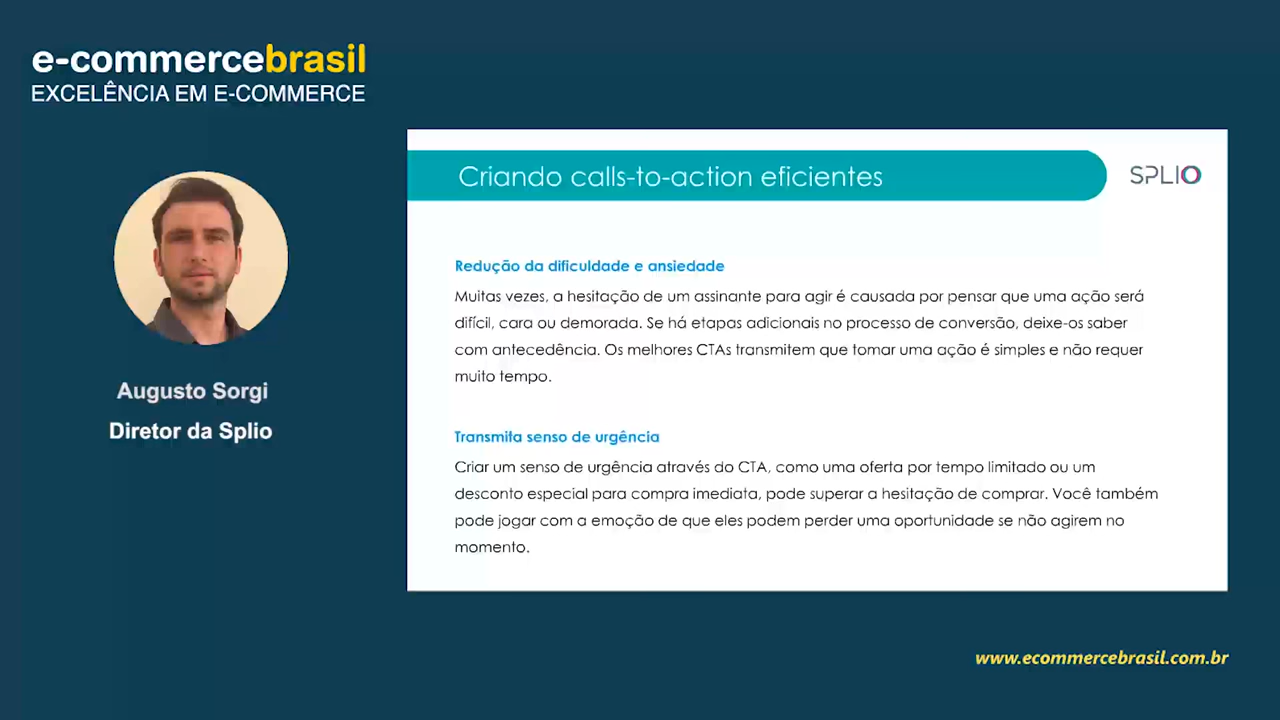 e-commercebrasil
EXCELÊNCIA EM E-COMMERCE
Augusto Sorgi
Diretor da Splio
Criando calls-to-action eficientes
SPLIO
Redução da dificuldade e ansiedade
Muitas vezes, a hesitação de um assinante para agir é causada por pensar que uma ação será
difícil, cara ou demorada. Se há etapas adicionais no processo de conversão, deixe-os saber
com antecedência. Os melhores CTAs transmitem que tomar uma ação é simples e não requer
muito tempo.
Transmita senso de urgência
Criar um senso de urgência através do CTA, como uma oferta por tempo limitado ou um
desconto especial para compra imediata, pode superar a hesitação de comprar. Você também
pode jogar com a emoção de que eles podem perder uma oportunidade se não agirem no
momento.
www.ecommercebrasil.com.br